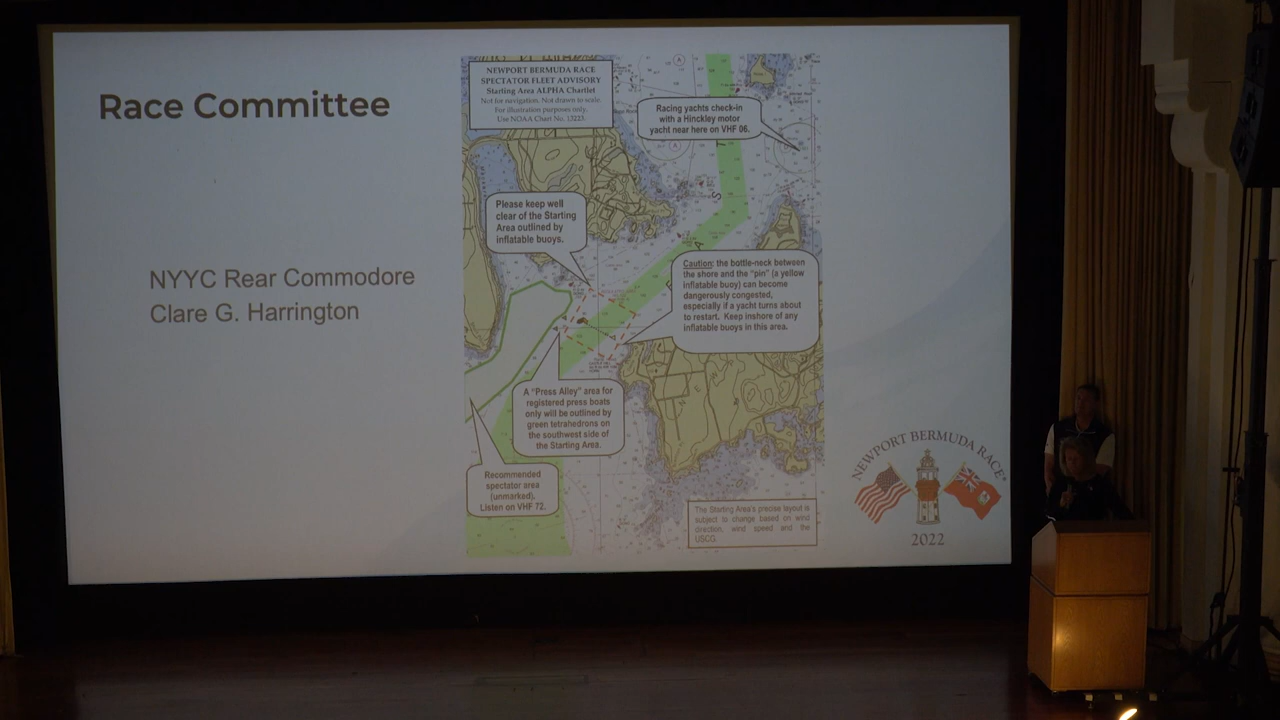 Race Committee
NYYC Rear Commodore
Clare G. Harrington
NEWPORT BERMUDA RACE
SPECTATOR FLEET ADVISORY
Starting Area ALPHA Chartlet
Not for navigation. Not drawn to scale.
For illustration purposes only.
Use NOAA Chart No. 13223.
Racing yachts check-in
with a Hinckley motor
yacht near here on VHF 06.
Please keep well
clear of the Starting
Area outlined by
inflatable buoys.
Caution: the bottle-neck between
the shore and the "pin" (a yellow
inflatable buoy) can become
dangerously congested,
especially if a yacht turns about
to restart. Keep inshore of any
inflatable buoys in this area.
A "Press Alley" area for
registered press boats
only will be outlined by
green tetrahedrons on
the southwest side of
the Starting Area.
Recommended
spectator area
(unmarked).
Listen on VHF 72.
The Starting Area's precise layout is
subject to change based on wind
direction, wind speed and the
USCG.
NEWPORT BERMUDA RACE
2022